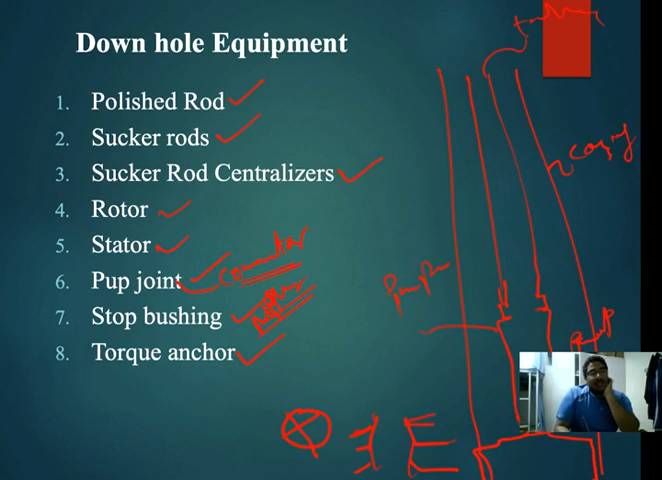 Down hole Equipment
1. Polished Rod
2. Sucker rods
3. Sucker Rod Centralizers
4. Rotor
5. Stator
6. Pup joint
7. Stop bushing
8. Torque anchor